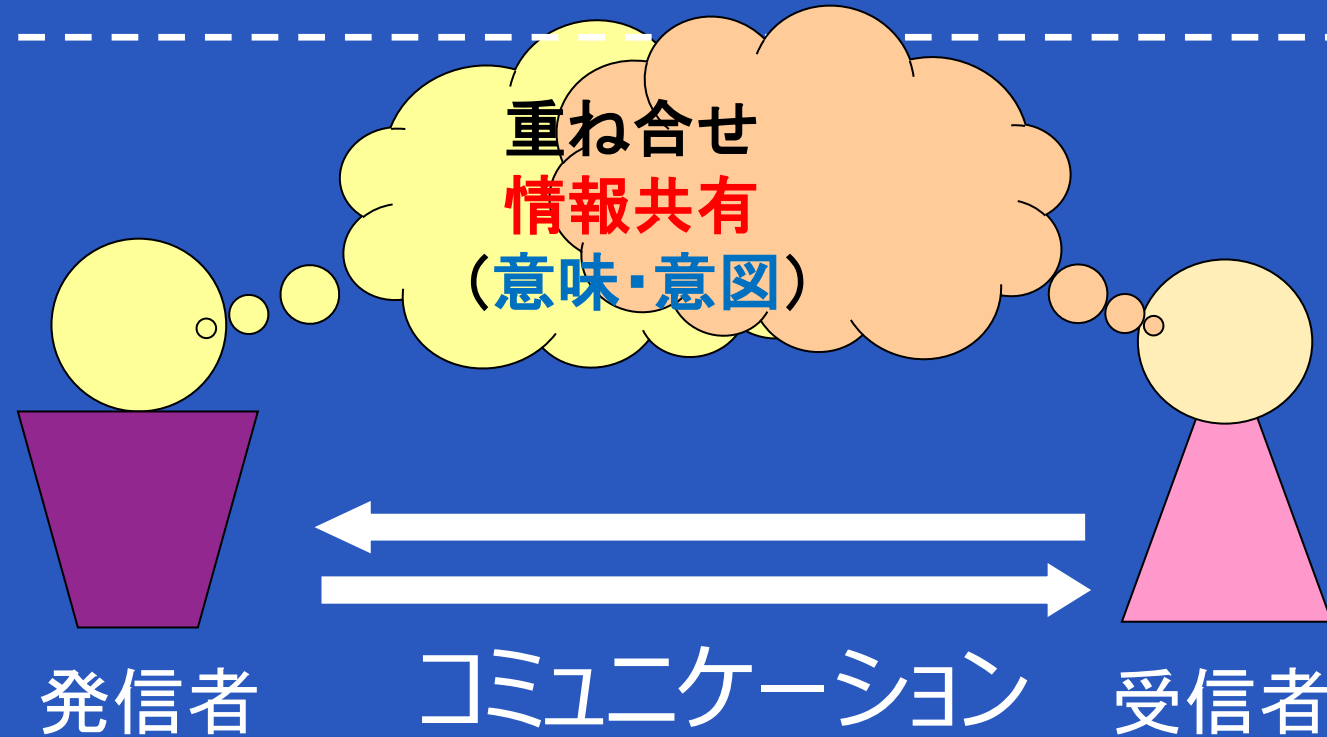 重ね合せ
情報共有
（意味・意図）
発信者
コミュニケーション
受信者